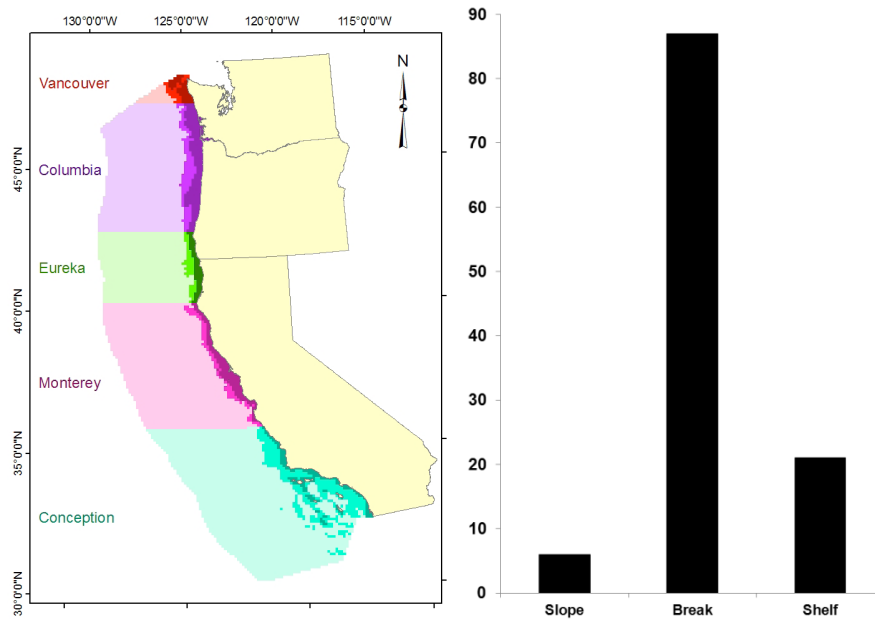 130°0'0"W 125°0'0"W 120°0'0"W 115°0'0"W
N
Vancouver
Columbia
Eureka
Monterey
Conception
45°0'0"N
40°0'0"N
35°0'0"N
30°0'0"N
90
80
70
60
50
40
30
20
10
0
Slope Break Shelf